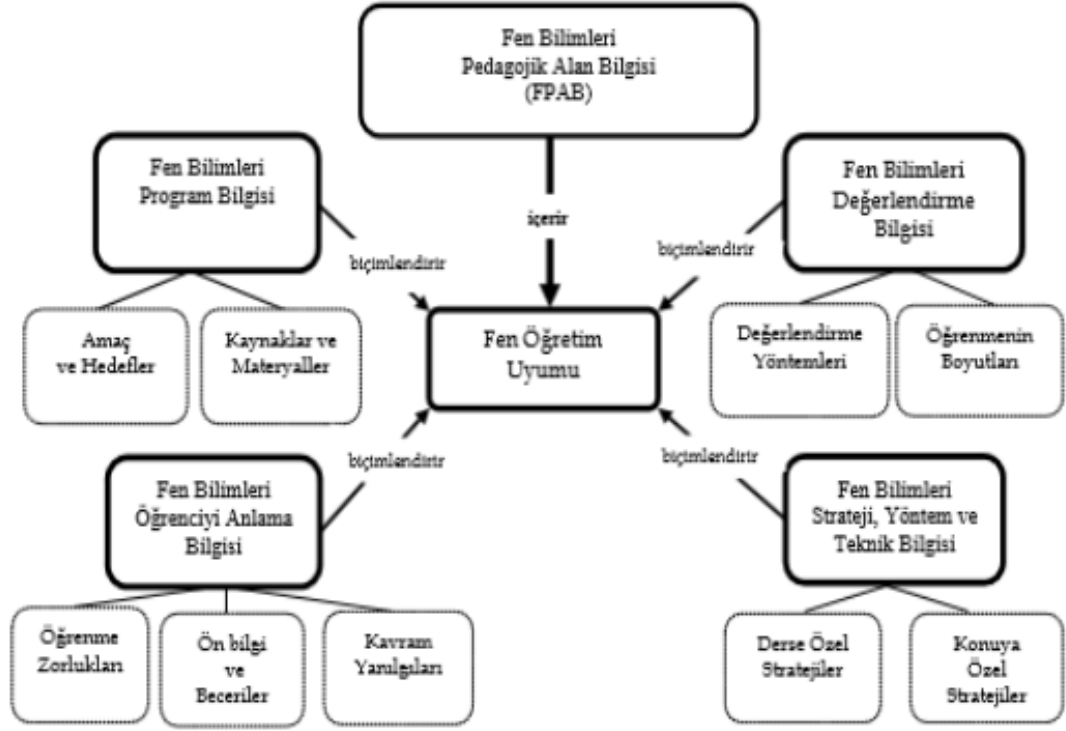 Fen Bilimleri
Pedagojik Alan Bilgisi
(FPAB)
Fen Bilimleri
Program Bilgisi
Fen Bilimleri
Değerlendirme
Bilgisi
içerir
biçimlendirir
biçimlendirir
Amaç
ve Hedefler
Kaynaklar ve
Materyaller
Fen Öğretim
Uyumu
Değerlendirme
Yöntemleri
Öğrenmenin
Boyutları
biçimlendirir
biçimlendirir
Fen Bilimleri
Öğrenciyi Anlama
Bilgisi
Fen Bilimleri
Strateji, Yöntem ve
Teknik Bilgisi
Öğrenme
Zorlukları
Ön bilgi
ve
Beceriler
Kavram
Yanılgıları
Derse Özel
Stratejiler
Konuya
Özel
Stratejiler